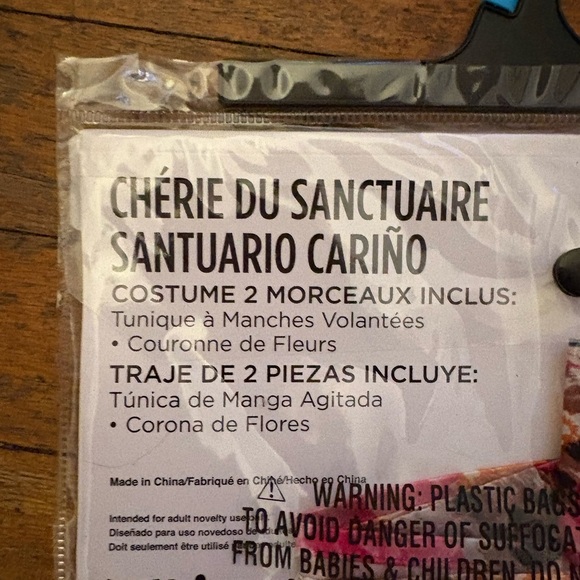 CHÉRIE DU SANCTUAIRE
SANTUARIO CARIÑO
COSTUME 2 MORCEAUX INCLUS:
Tunique à Manches Volantées
• Couronne de Fleurs
TRAJE DE 2 PIEZAS INCLUYE:
Túnica de Manga Agitada
• Corona de Flores
Made in China/Fabriqué en Chine/Hecho en China
WARNING: PLASTIC BAGS
Intended for adult novelty use
TO AVOID DANGER OF SUFFOCA
Diseñado para uso novedoso de
Doit seulement être utilisé
FROM BABIES & CHILDREN. DO